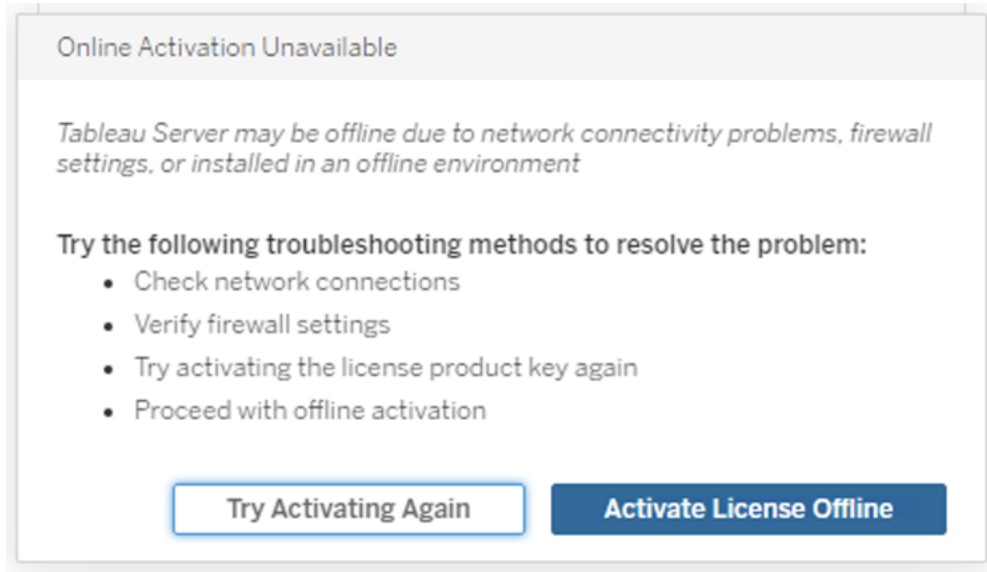 Online Activation Unavailable
Tableau Server may be offline due to network connectivity problems, firewall
settings, or installed in an offline environment
Try the following troubleshooting methods to resolve the problem:
• Check network connections
• Verify firewall settings
• Try activating the license product key again
• Proceed with offline activation
Try Activating Again
Activate License Offline